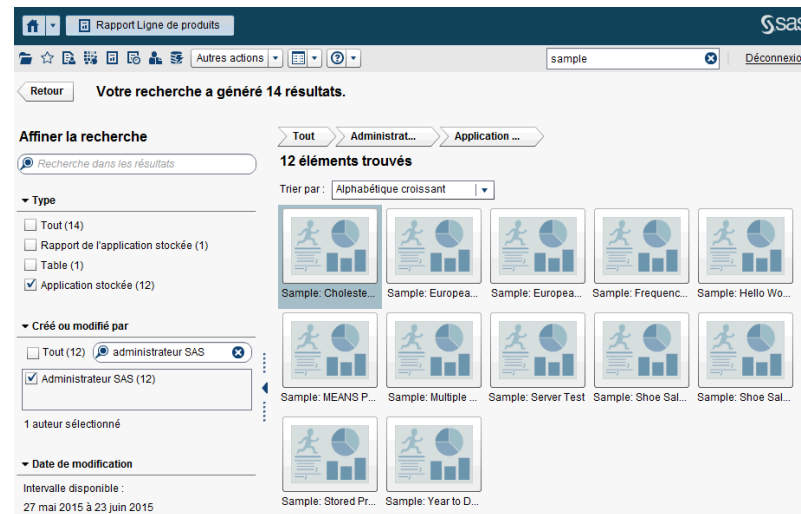 Rapport Ligne de produits
sas
Autres actions
sample
Déconnexio
Retour
Votre recherche a généré 14 résultats.
Affiner la recherche
Recherche dans les résultats
Type
Tout (14)
Rapport de l'application stockée (1)
Table (1)
Application stockée (12)
Créé ou modifié par
Tout (12) administrateur SAS
Administrateur SAS (12)
1 auteur sélectionné
Date de modification
Intervalle disponible :
27 mai 2015 à 23 juin 2015
Tout Administrat... Application ...
12 éléments trouvés
Trier par : Alphabétique croissant
Sample: Choleste... Sample: Europea... Sample: Europea... Sample: Frequenc... Sample: Hello Wo...
Sample: MEANS P... Sample: Multiple ... Sample: Server Test Sample: Shoe Sal... Sample: Shoe Sal...
Sample: Stored Pr... Sample: Year to D...